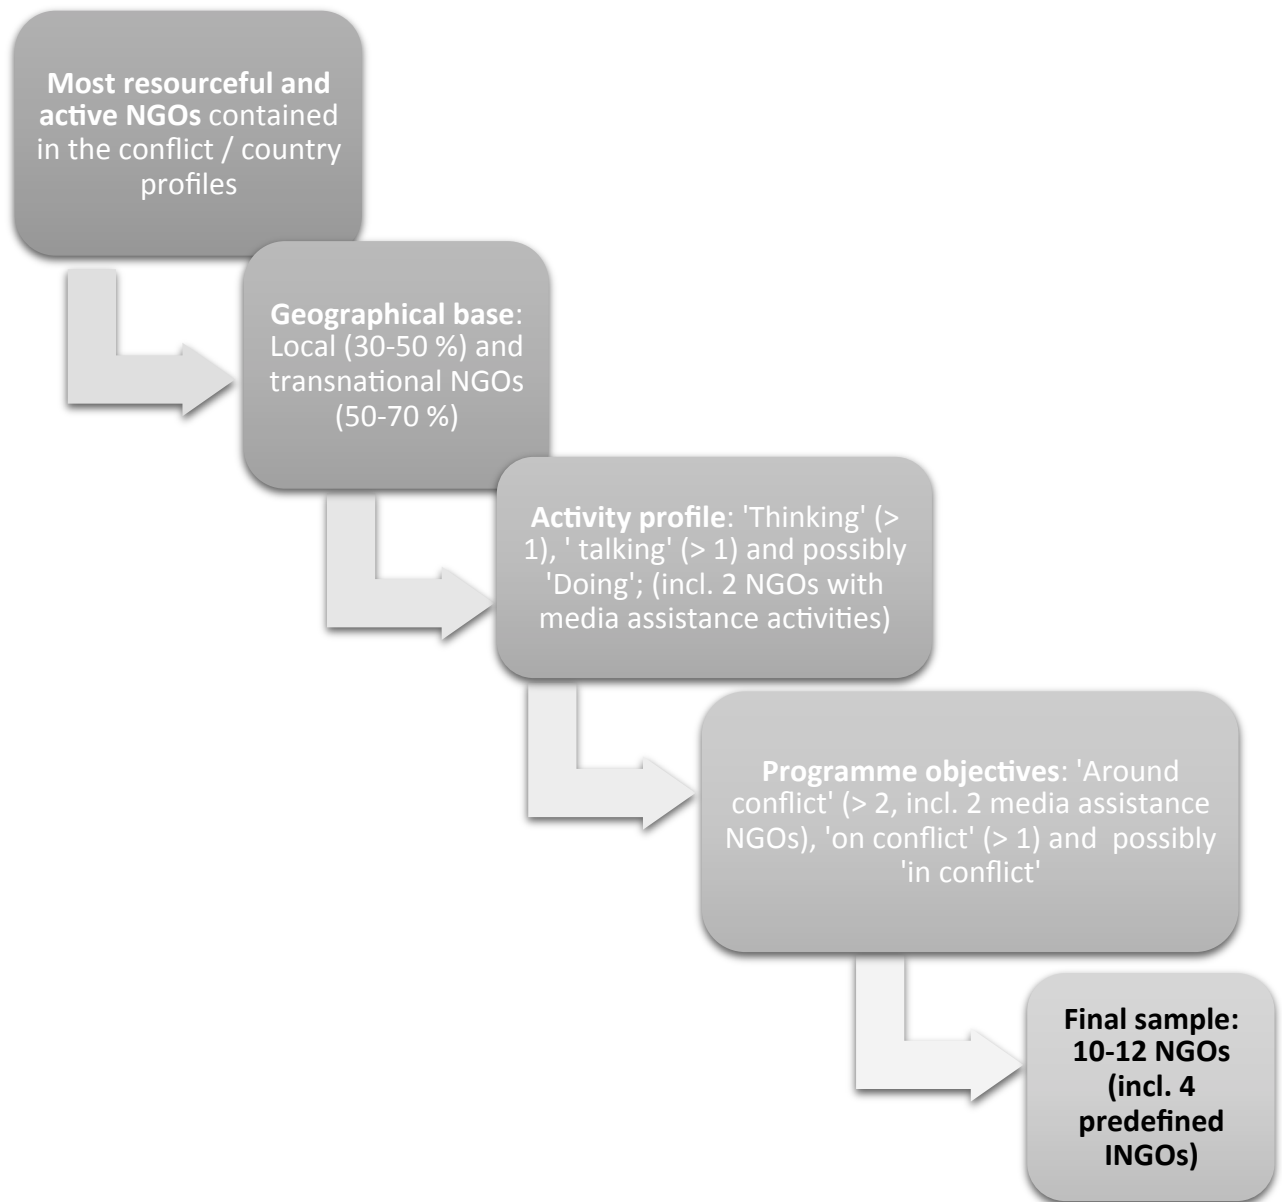 Most resourceful and
active NGOs contained
in the conflict / country
profiles
Geographical base:
Local (30-50 %) and
transnational NGOs
(50-70 %)
Activity profile: 'Thinking' (>
1), ' talking' (> 1) and possibly
'Doing'; (incl. 2 NGOs with
media assistance activities)
Programme objectives: 'Around
conflict' (> 2, incl. 2 media assistance
NGOs), 'on conflict' (> 1) and  possibly
'in conflict'
Final sample:
10-12 NGOs
(incl. 4
predefined
INGOs)